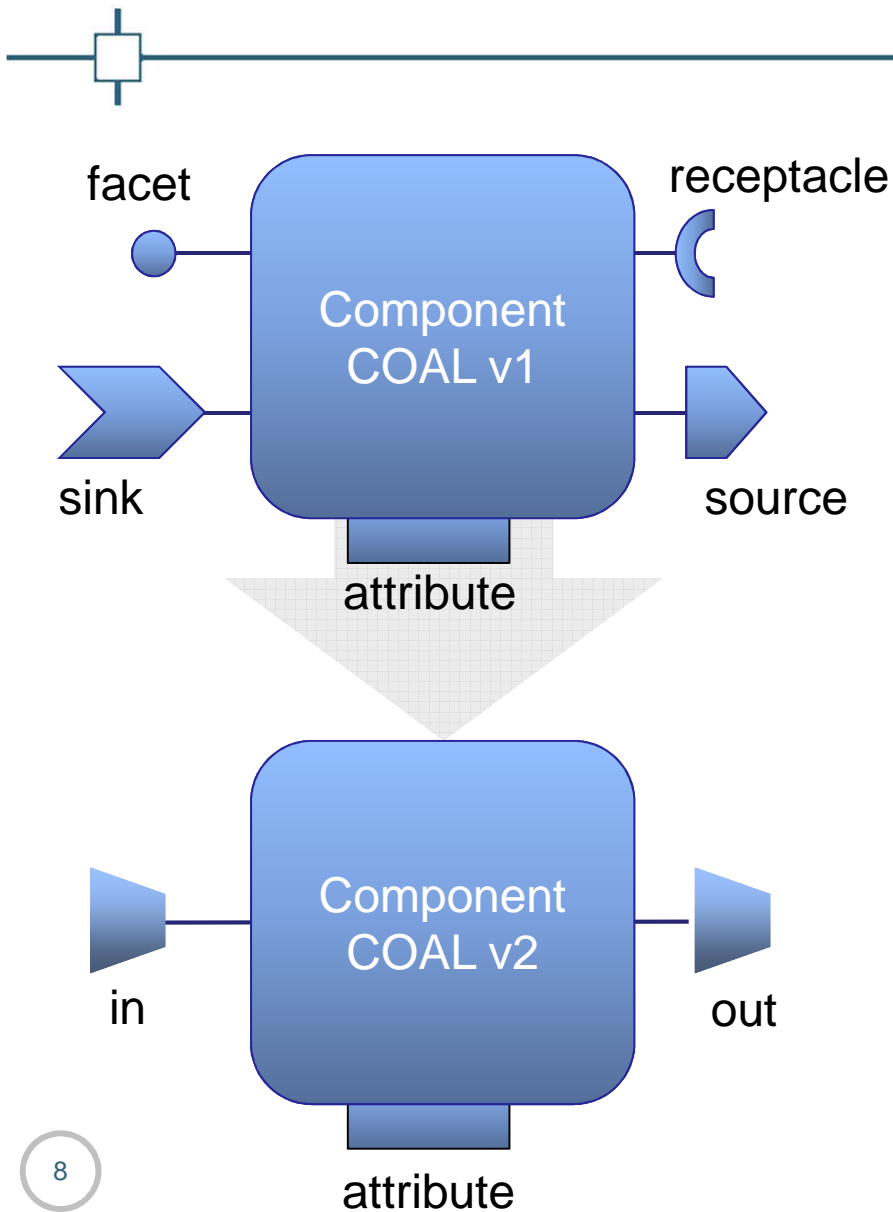 facet
receptacle
Component
COAL v1
sink
source
attribute
Component
COAL v2
in
out
8
attribute